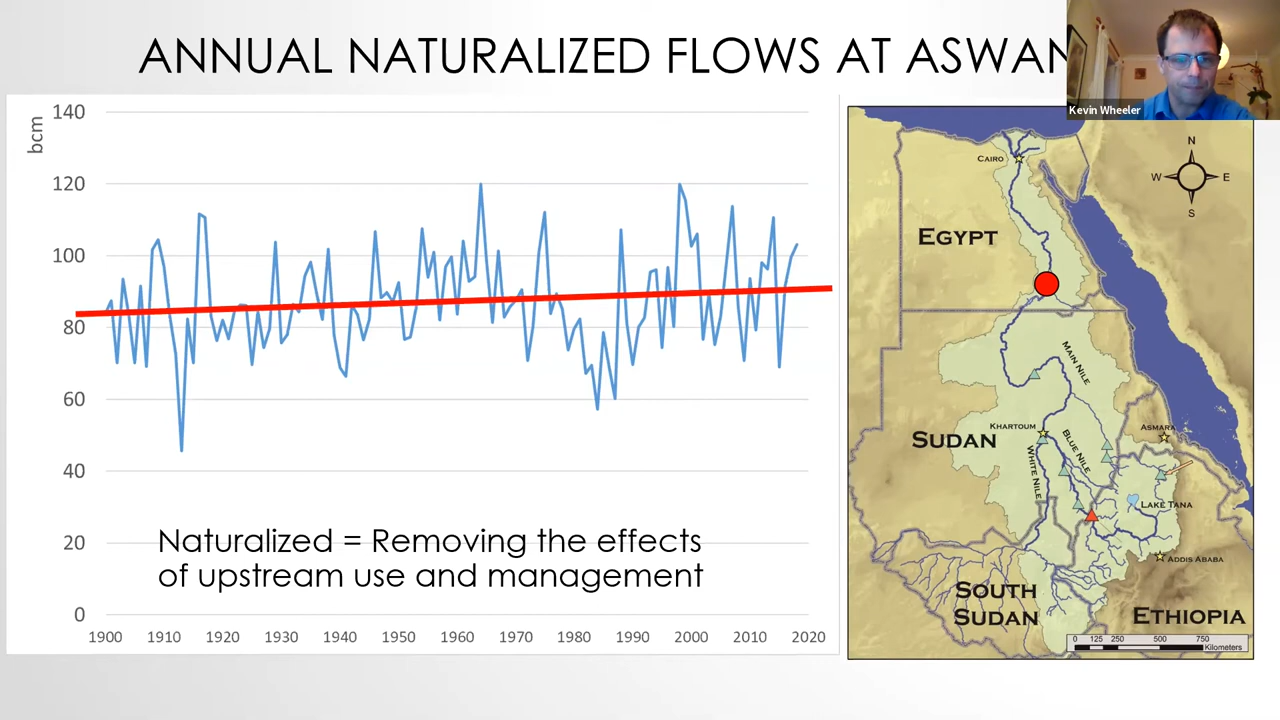 ANNUAL NATURALIZED FLOWS AT ASWAN
Kevin Wheeler
bcm
140
120
100
80
60
40
20
0
1900 1910 1920 1930 1940 1950 1960 1970 1980 1990 2000 2010 2020
Naturalized = Removing the effects
of upstream use and management
N
W E
S
CAIRO
EGYPT
MAIN NILE
KHARTOUM
ASMARA
SUDAN
BLUE NILE
WHITE NILE
LAKE TANA
ADDIS ABABA
SOUTH
SUDAN
ETHIOPIA
0 125 250 500 750
Kilometers